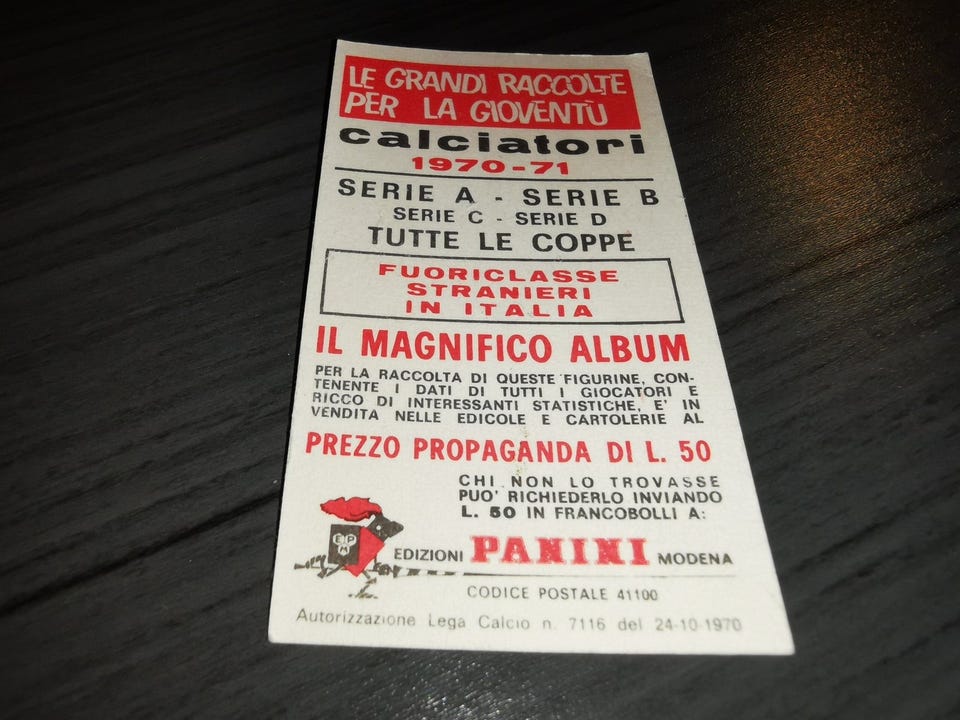 LE GRANDI RACCOLTE
PER LA GIOVENTÙ
calciatori
1970-71
SERIE A - SERIE B
SERIE C - SERIE D
TUTTE LE COPPE
FUORICLASSE
STRANIERI
IN ITALIA
IL MAGNIFICO ALBUM
PER LA RACCOLTA DI QUESTE FIGURINE, CON-
TENENTE I DATI DI TUTTI I GIOCATORI E
RICCO DI INTERESSANTI STATISTICHE, E' IN
VENDITA NELLE EDICOLE E CARTOLERIE AL
PREZZO PROPAGANDA DI L. 50
CHI NON LO TROVASSE
PUO' RICHIEDERLO INVIANDO
L. 50 IN FRANCOBOLLI A:
EPM
EDIZIONI PANINI MODENA
CODICE POSTALE 41100
Autorizzazione Lega Calcio n. 7116 del 24-10-1970